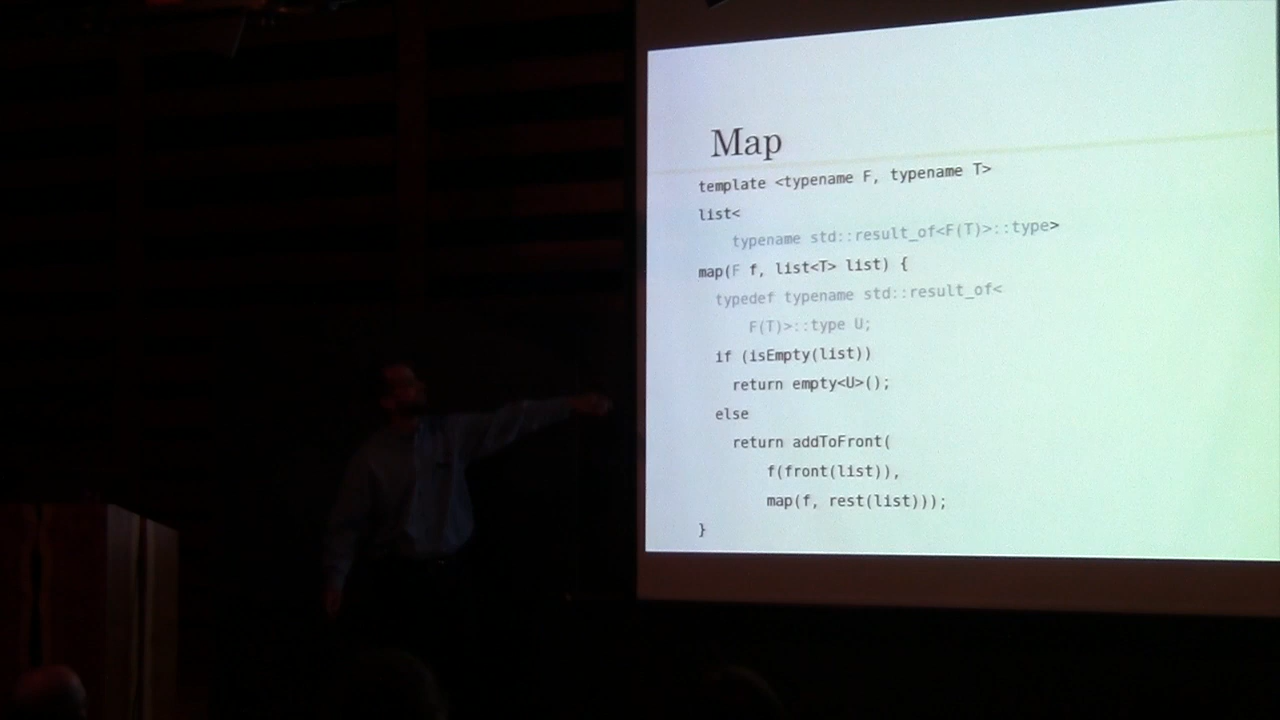 Map
template <typename F, typename T>
list<
typename std::result_of<F(T)>::type>
map(F f, list<T> list) {
typedef typename std::result_of<
F(T)>::type U;
if (isEmpty(list))
return empty<U>();
else
return addToFront(
f(front(list)),
map(f, rest(list)));
}